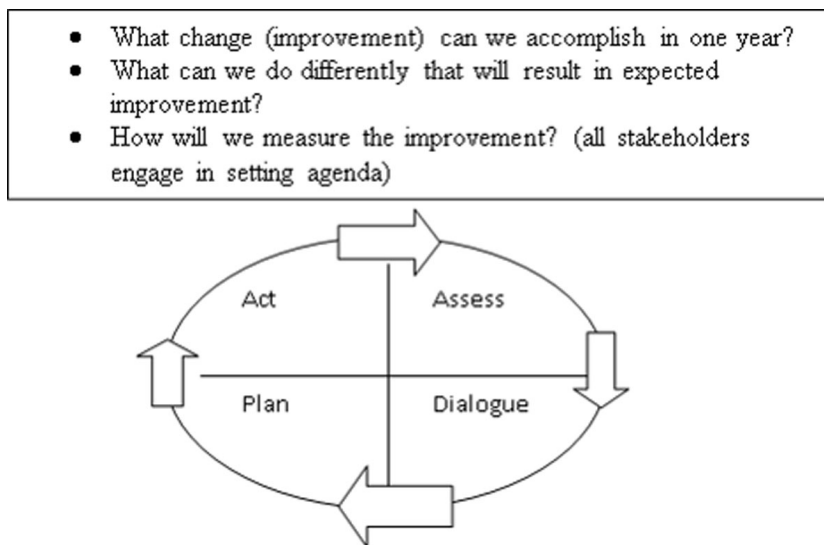 • What change (improvement) can we accomplish in one year?
• What can we do differently that will result in expected
improvement?
• How will we measure the improvement? (all stakeholders
engage in setting agenda)
Act
Assess
Plan
Dialogue